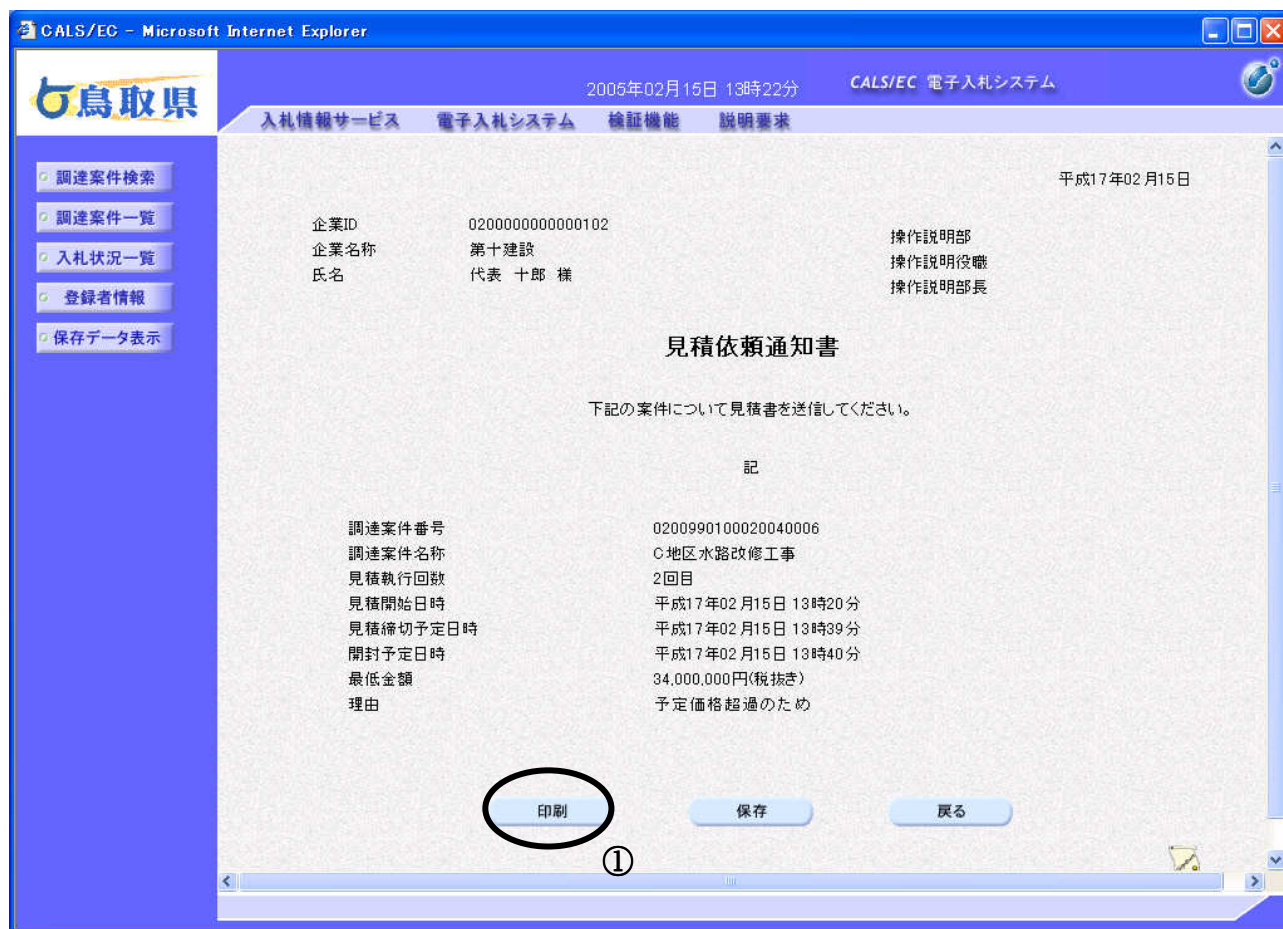 CALS/EC - Microsoft Internet Explorer
鳥取県
2005年02月15日 13時22分
CALS/EC 電子入札システム
入札情報サービス 電子入札システム 検証機能 説明要求
調達案件検索
調達案件一覧
入札状況一覧
登録者情報
保存データ表示
平成17年02月15日
企業ID 0200000000000102
企業名称 第十建設
氏名 代表 十郎 様
操作説明部
操作説明役職
操作説明部長
見積依頼通知書
下記の案件について見積書を送信してください。
記
調達案件番号 0200990100020040006
調達案件名称 C地区水路改修工事
見積執行回数 2回目
見積開始日時 平成17年02月15日 13時20分
見積締切予定日時 平成17年02月15日 13時39分
開封予定日時 平成17年02月15日 13時40分
最低金額 34,000,000円(税抜き)
理由 予定価格超過のため
印刷 保存 戻る
①